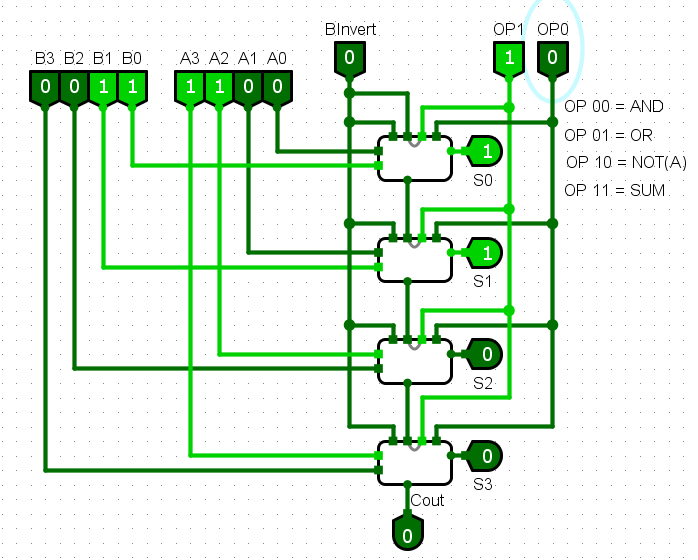 BInvert OP1 OP0
B3 B2 B1 B0 A3 A2 A1 A0
0 1 0
0 0 1 1 1 1 0 0
OP 00 = AND
OP 01 = OR
1
OP 10 = NOT(A)
S0
OP 11 = SUM
1
S1
0
S2
0
S3
Cout
0